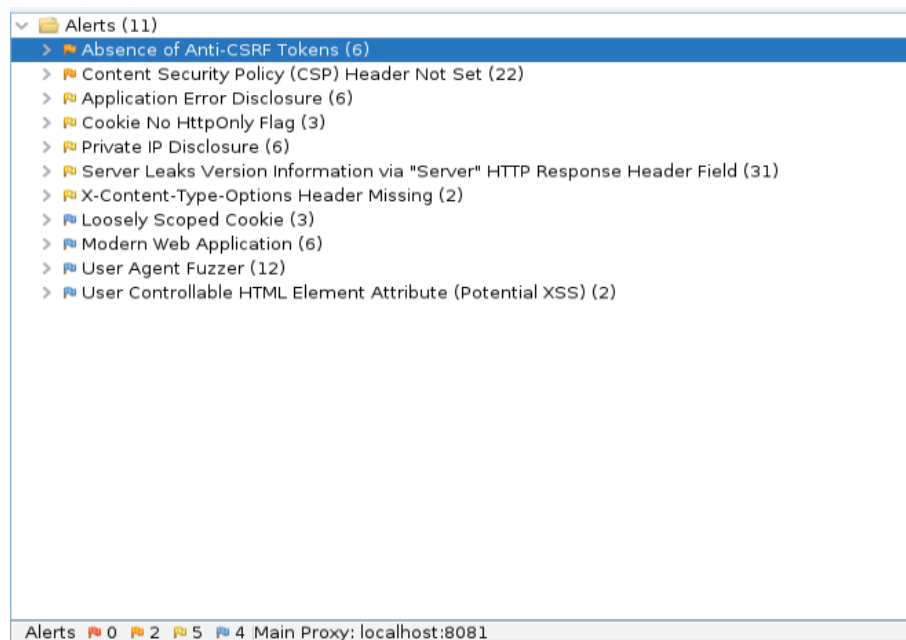 Alerts (11)
Absence of Anti-CSRF Tokens (6)
Content Security Policy (CSP) Header Not Set (22)
Application Error Disclosure (6)
Cookie No HttpOnly Flag (3)
Private IP Disclosure (6)
Server Leaks Version Information via "Server" HTTP Response Header Field (31)
X-Content-Type-Options Header Missing (2)
Loosely Scoped Cookie (3)
Modern Web Application (6)
User Agent Fuzzer (12)
User Controllable HTML Element Attribute (Potential XSS) (2)
Alerts 0 2 5 4 Main Proxy: localhost:8081